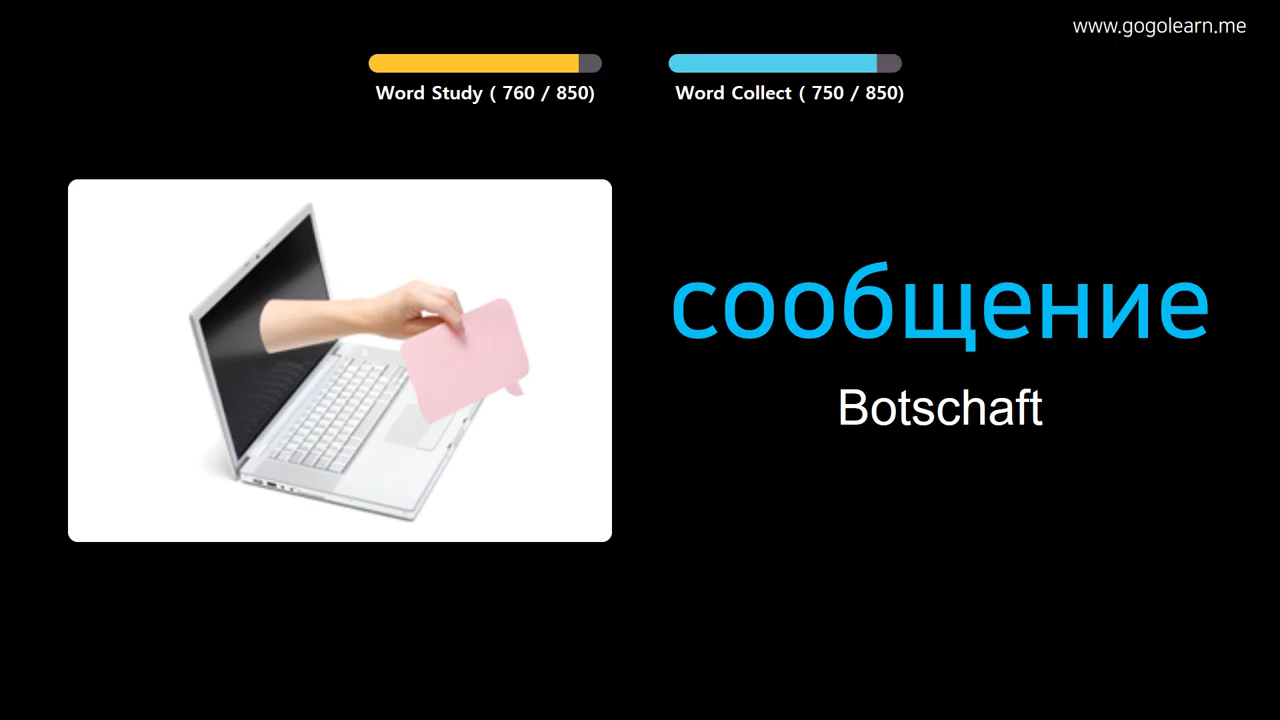 www.gogolearn.me
Word Study ( 760 / 850)
Word Collect ( 750 / 850)
сообщение
Botschaft